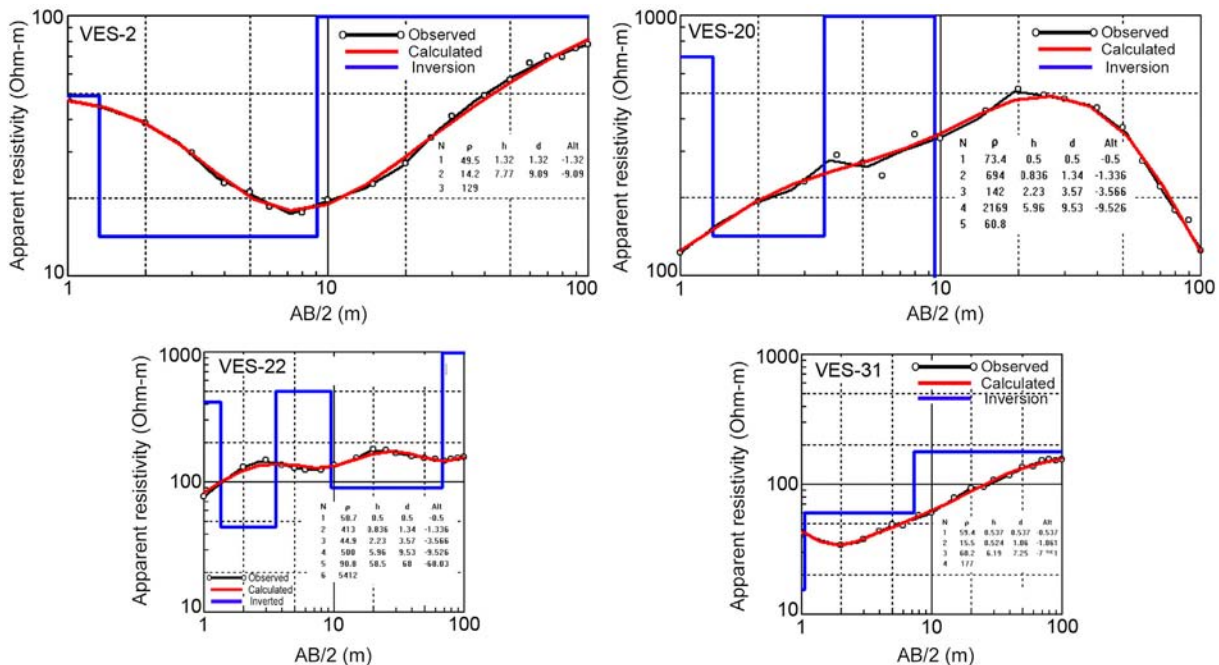 VES-2
Observed
Calculated
Inversion
Apparent resistivity (Ohm-m)
100
10
N ρ h d Alt
1 49.5 1.32 1.32 -1.32
2 14.2 7.77 9.09 -9.09
3 129
1 10 100
AB/2 (m)
VES-20
Observed
Calculated
Inversion
Apparent resistivity (Ohm-m)
1000
100
N ρ h d Alt
1 73.4 0.5 0.5 -0.5
2 694 0.836 1.34 -1.336
3 142 2.23 3.57 -3.566
4 2169 5.96 9.53 -9.526
5 60.8
1 10 100
AB/2 (m)
VES-22
Apparent resistivity (Ohm-m)
1000
100
10
N ρ h d Alt
1 50.7 0.5 0.5 -0.5
2 413 0.836 1.34 -1.336
3 44.9 2.23 3.57 -3.566
4 500 5.96 9.53 -9.526
5 90.8 58.5 68 -68.03
6 5412
Observed
Calculated
Inverted
1 10 100
AB/2 (m)
VES-31
Observed
Calculated
Inversion
Apparent resistivity (Ohm-m)
1000
100
10
N ρ h d Alt
1 59.4 0.537 0.537 -0.537
2 15.5 0.524 1.06 -1.061
3 60.2 6.19 7.25
4 177
1 10 100
AB/2 (m)